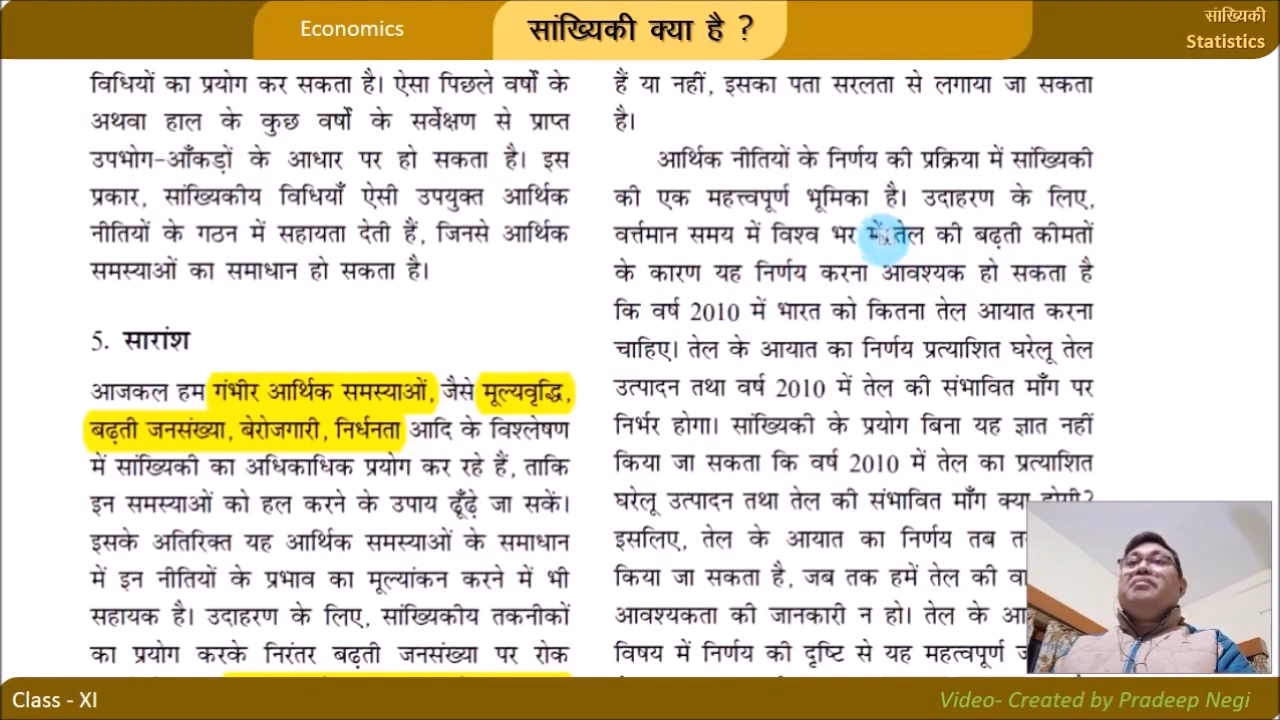 Economics
सांख्यिकी क्या है ?
सांख्यिकी
Statistics
विधियों का प्रयोग कर सकता है। ऐसा पिछले वर्षों के
अथवा हाल के कुछ वर्षों के सर्वेक्षण से प्राप्त
उपभोग-आँकड़ों के आधार पर हो सकता है। इस
प्रकार, सांख्यिकीय विधियाँ ऐसी उपयुक्त आर्थिक
नीतियों के गठन में सहायता देती हैं, जिनसे आर्थिक
समस्याओं का समाधान हो सकता है।
5. सारांश
आजकल हम गंभीर आर्थिक समस्याओं, जैसे मूल्यवृद्धि,
बढ़ती जनसंख्या, बेरोजगारी, निर्धनता आदि के विश्लेषण
में सांख्यिकी का अधिकाधिक प्रयोग कर रहे हैं, ताकि
इन समस्याओं को हल करने के उपाय ढूँढ़े जा सकें।
इसके अतिरिक्त यह आर्थिक समस्याओं के समाधान
में इन नीतियों के प्रभाव का मूल्यांकन करने में भी
सहायक है। उदाहरण के लिए, सांख्यिकीय तकनीकों
का प्रयोग करके निरंतर बढ़ती जनसंख्या पर रोक
हैं या नहीं, इसका पता सरलता से लगाया जा सकता
है।
आर्थिक नीतियों के निर्णय की प्रक्रिया में सांख्यिकी
की एक महत्त्वपूर्ण भूमिका है। उदाहरण के लिए,
वर्त्तमान समय में विश्व भर में तेल की बढ़ती कीमतों
के कारण यह निर्णय करना आवश्यक हो सकता है
कि वर्ष 2010 में भारत को कितना तेल आयात करना
चाहिए। तेल के आयात का निर्णय प्रत्याशित घरेलू तेल
उत्पादन तथा वर्ष 2010 में तेल की संभावित माँग पर
निर्भर होगा। सांख्यिकी के प्रयोग बिना यह ज्ञात नहीं
किया जा सकता कि वर्ष 2010 में तेल का प्रत्याशित
घरेलू उत्पादन तथा तेल की संभावित माँग क्या होगी?
इसलिए, तेल के आयात का निर्णय तब
किया जा सकता है, जब तक हमें तेल की
आवश्यकता की जानकारी न हो। तेल के
विषय में निर्णय की दृष्टि से यह महत्वपूर्ण
Class - XI
Video- Created by Pradeep Negi